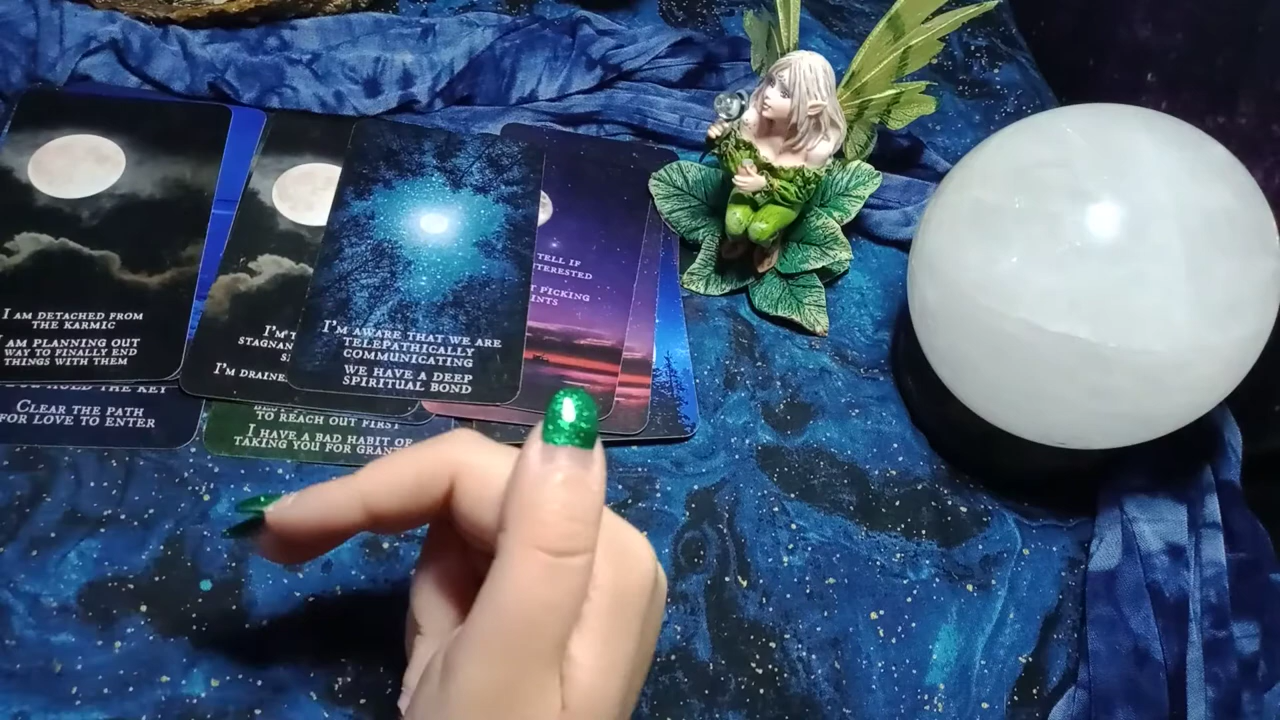 I AM DETACHED FROM
THE KARMIC
I AM PLANNING OUT
WAY TO FINALLY END
THINGS WITH THEM
YOU HOLD THE KEY
CLEAR THE PATH
FOR LOVE TO ENTER
I'M
STAGNAN
I'M DRAINE
TO REACH OUT FIRST
I HAVE A BAD HABIT OF
TAKING YOU FOR GRANT
I'M AWARE THAT WE ARE
TELEPATHICALLY
COMMUNICATING
WE HAVE A DEEP
SPIRITUAL BOND
TELL IF
TERESTED
PICKING
INTS